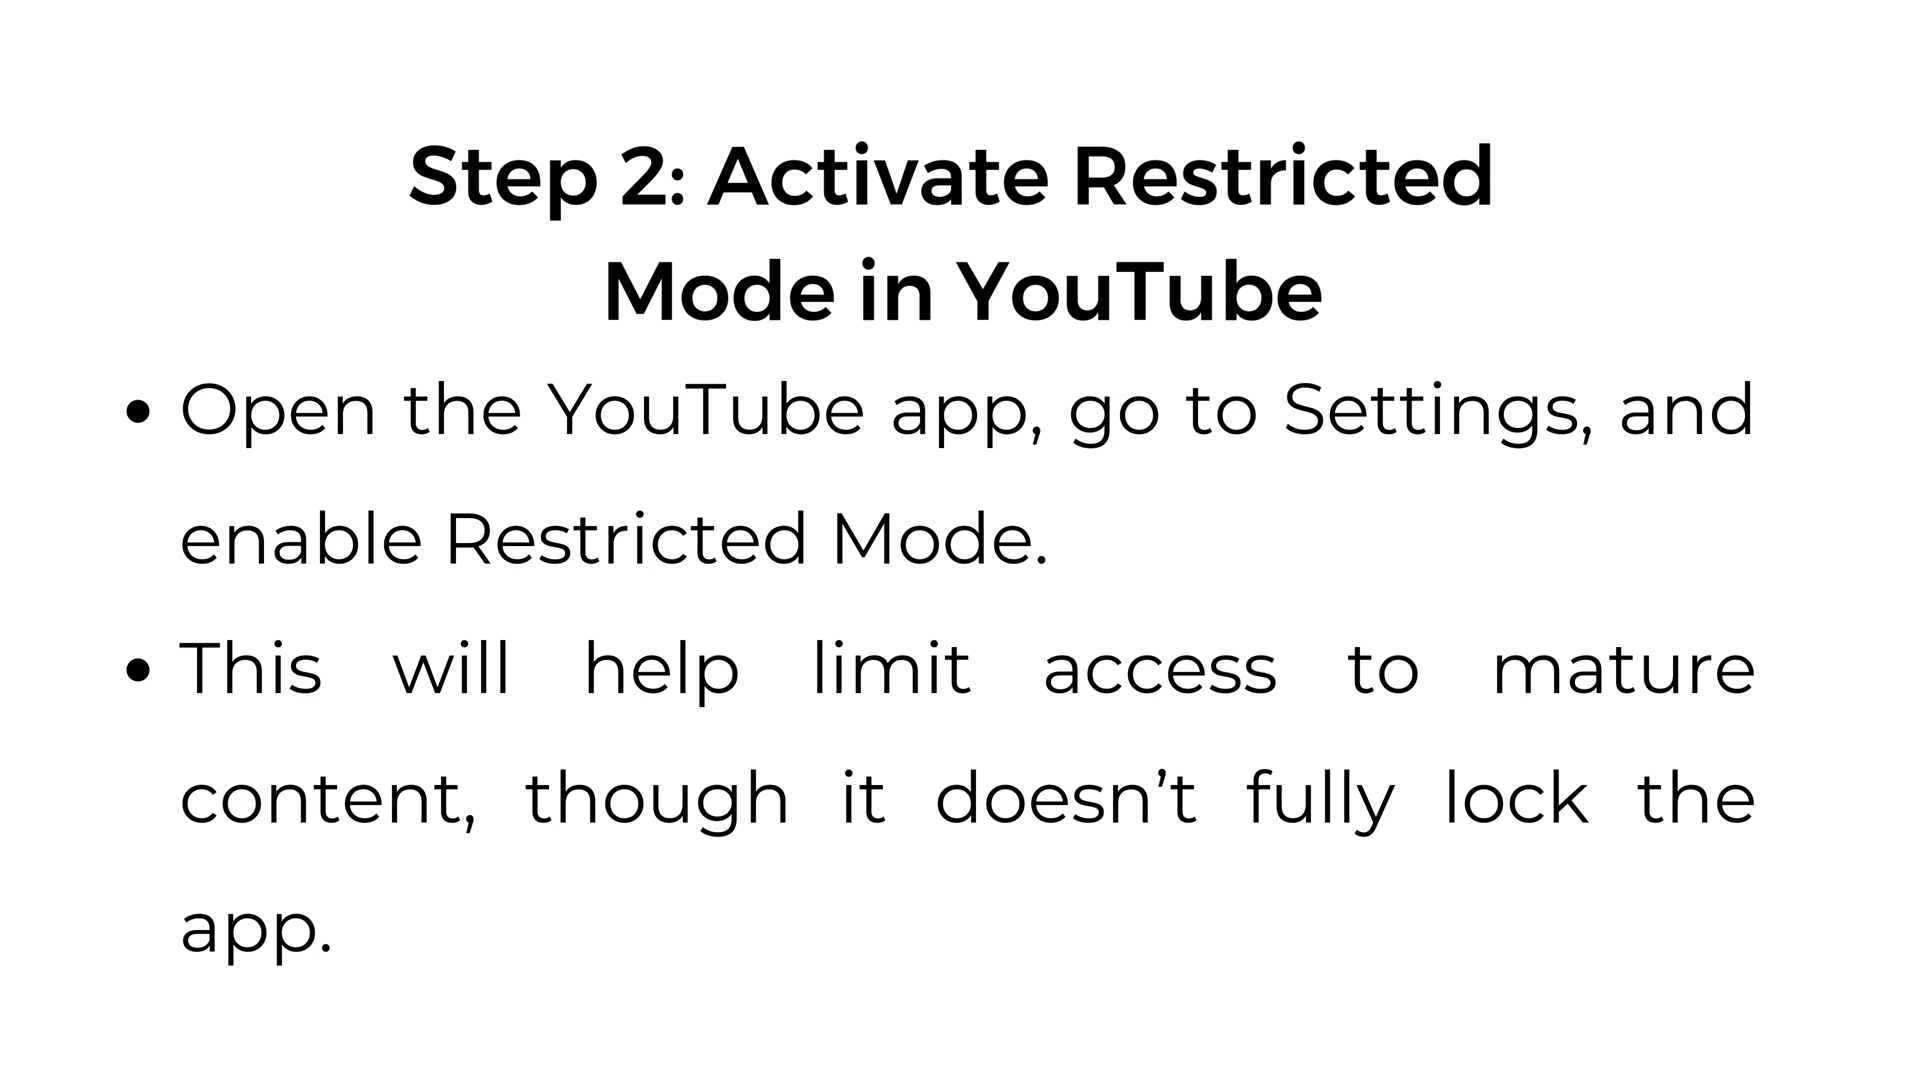 Step 2: Activate Restricted
Mode in YouTube
• Open the YouTube app, go to Settings, and
enable Restricted Mode.
• This will help limit access to mature
content, though it doesn’t fully lock the
app.